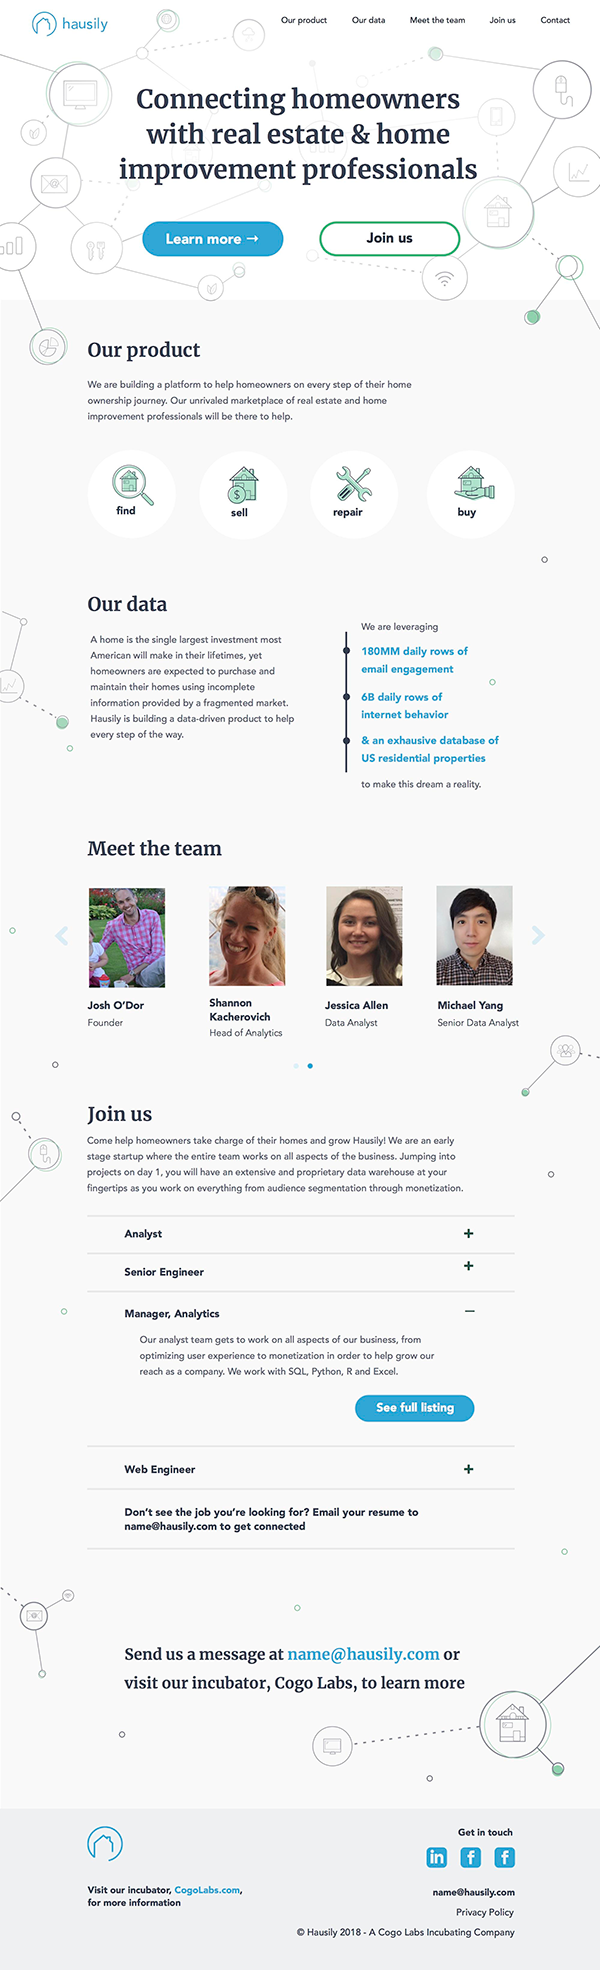 hausily
Our product
Our data
Meet the team
Join us
Contact
Connecting homeowners
with real estate & home
improvement professionals
Learn more →
Join us
Our product
We are building a platform to help homeowners on every step of their home
ownership journey. Our unrivaled marketplace of real estate and home
improvement professionals will be there to help.
find
sell
repair
buy
Our data
A home is the single largest investment most
American will make in their lifetimes, yet
homeowners are expected to purchase and
maintain their homes using incomplete
information provided by a fragmented market.
Hausily is building a data-driven product to help
every step of the way.
We are leveraging
180MM daily rows of
email engagement
6B daily rows of
internet behavior
& an exhausive database of
US residential properties
to make this dream a reality.
Meet the team
Josh O'Dor
Founder
Shannon
Kacherovich
Head of Analytics
Jessica Allen
Data Analyst
Michael Yang
Senior Data Analyst
Join us
Come help homeowners take charge of their homes and grow Hausily! We are an early
stage startup where the entire team works on all aspects of the business. Jumping into
projects on day 1, you will have an extensive and proprietary data warehouse at your
fingertips as you work on everything from audience segmentation through monetization.
Analyst +
Senior Engineer +
Manager, Analytics –
Our analyst team gets to work on all aspects of our business, from
optimizing user experience to monetization in order to help grow our
reach as a company. We work with SQL, Python, R and Excel.
See full listing
Web Engineer +
Don't see the job you're looking for? Email your resume to
name@hausily.com to get connected
Send us a message at name@hausily.com or
visit our incubator, Cogo Labs, to learn more
Visit our incubator, CogoLabs.com,
for more information
Get in touch
in f f
name@hausily.com
Privacy Policy
© Hausily 2018 - A Cogo Labs Incubating Company